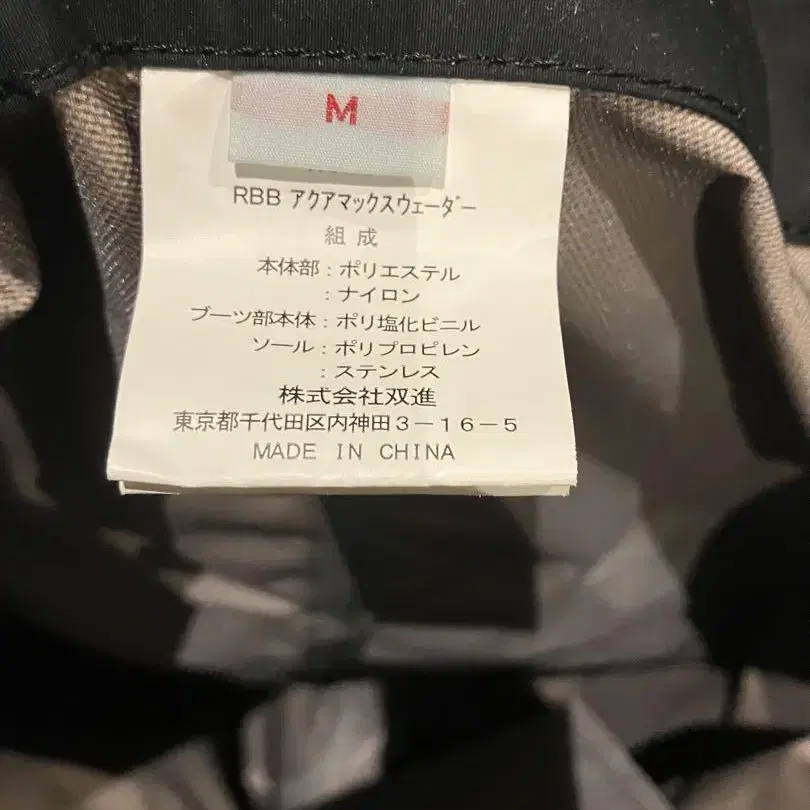 M
RBB アクアマックスウェーダー
組成
本体部：ポリエステル
：ナイロン
ブーツ部本体：ポリ塩化ビニル
ソール：ポリプロピレン
：ステンレス
株式会社双進
東京都千代田区内神田3－16－5
MADE IN CHINA